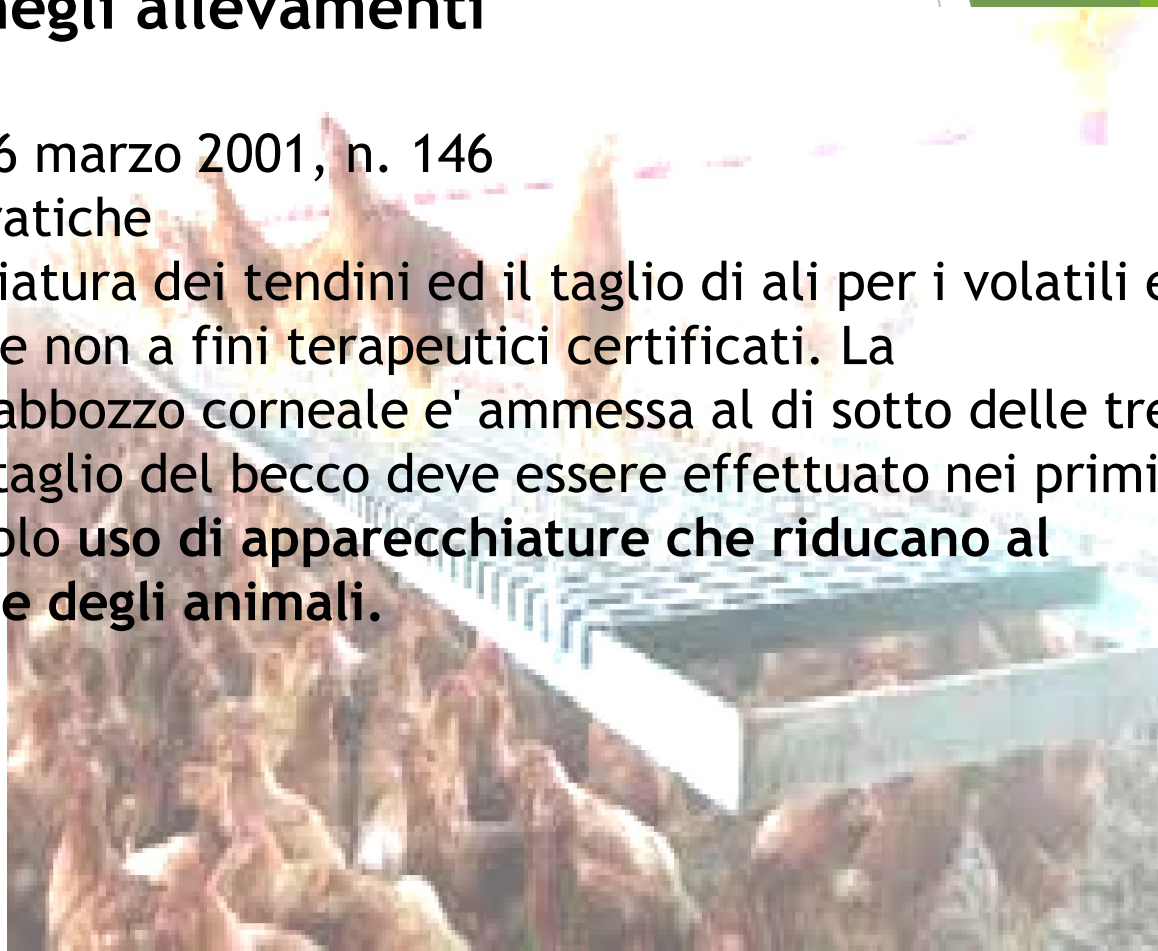 negli allevamenti
6 marzo 2001, n. 146
ratiche
iatura dei tendini ed il taglio di ali per i volatili e
e non a fini terapeutici certificati. La
abbozzo corneale e' ammessa al di sotto delle tre
taglio del becco deve essere effettuato nei primi
olo uso di apparecchiature che riducano al
e degli animali.